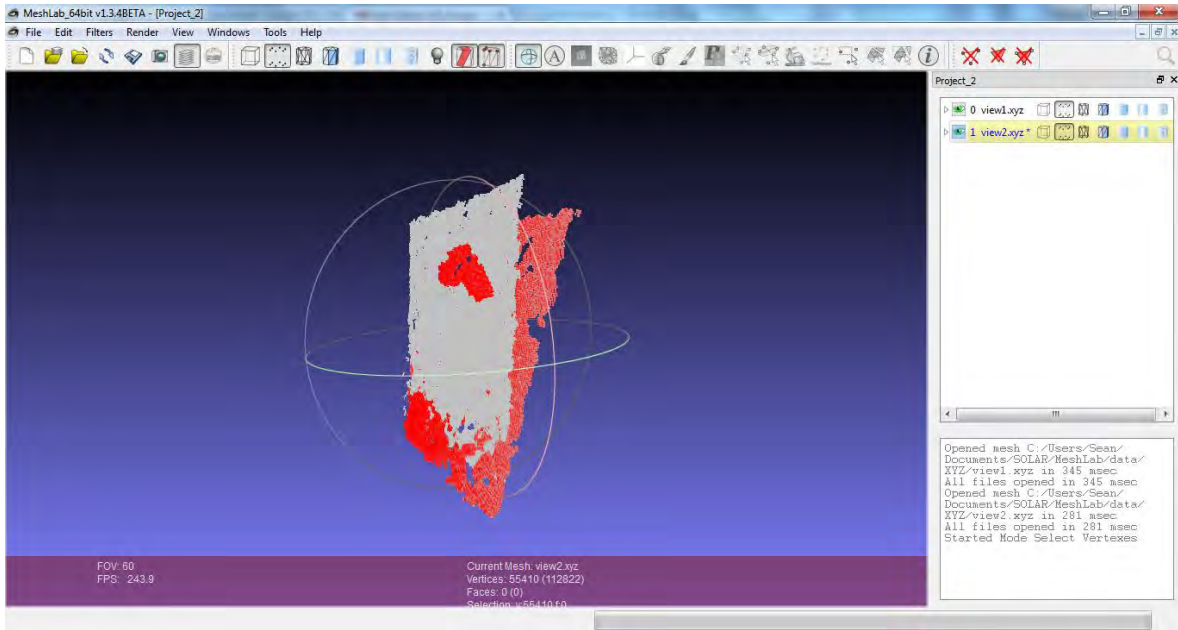 MeshLab_64bit v1.3.4BETA - [Project_2]
File Edit Filters Render View Windows Tools Help
Project_2
0 view1.xyz
1 view2.xyz *
Opened mesh C:/Users/Sean/
Documents/SOLAR/MeshLab/data/
XYZ/view1.xyz in 345 msec
All files opened in 345 msec
Opened mesh C:/Users/Sean/
Documents/SOLAR/MeshLab/data/
XYZ/view2.xyz in 281 msec
All files opened in 281 msec
Started Mode Select Vertexes
FOV: 60
FPS: 243.9
Current Mesh: view2.xyz
Vertices: 55410 (112822)
Faces: 0 (0)
Selection: v:55410 f:0